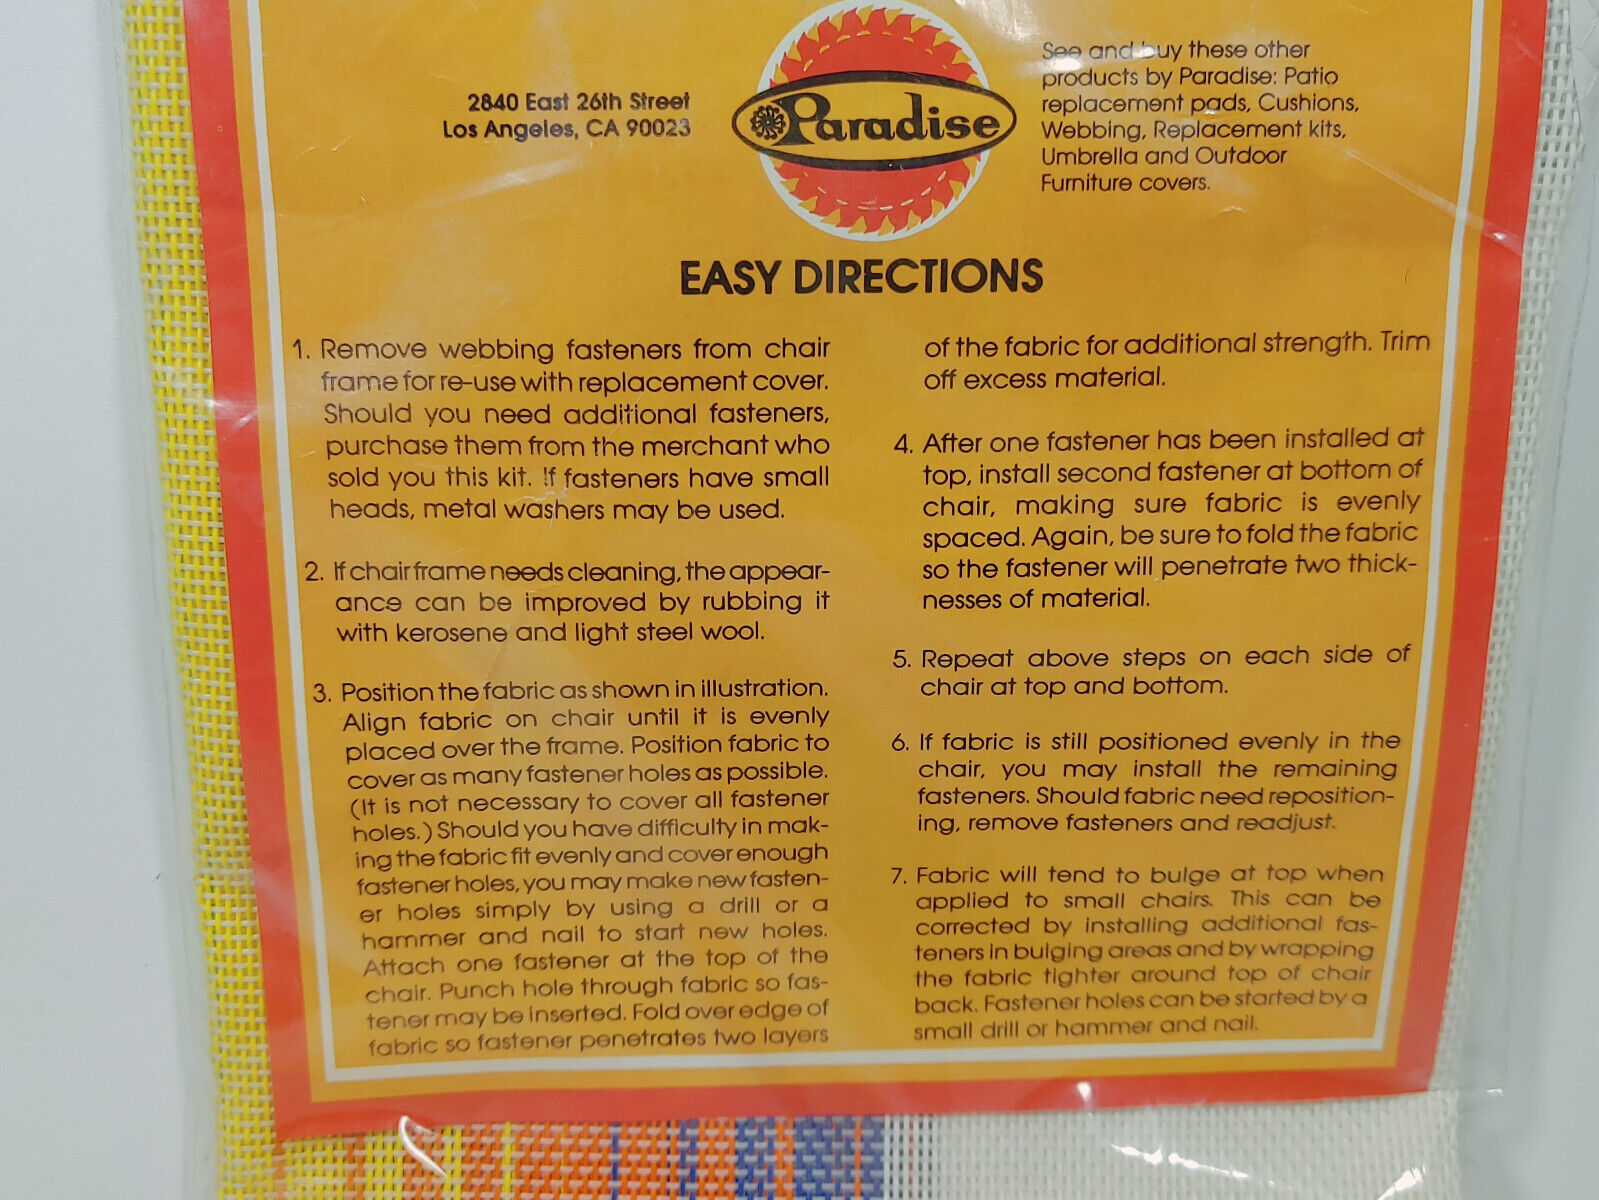 2840 East 26th Street
Los Angeles, CA 90023
Paradise
See and buy these other
products by Paradise: Patio
replacement pads, Cushions,
Webbing, Replacement kits,
Umbrella and Outdoor
Furniture covers.
EASY DIRECTIONS
1. Remove webbing fasteners from chair
frame for re-use with replacement cover.
Should you need additional fasteners,
purchase them from the merchant who
sold you this kit. If fasteners have small
heads, metal washers may be used.
2. If chair frame needs cleaning, the appear-
ance can be improved by rubbing it
with kerosene and light steel wool.
3. Position the fabric as shown in illustration.
Align fabric on chair until it is evenly
placed over the frame. Position fabric to
cover as many fastener holes as possible.
(It is not necessary to cover all fastener
holes.) Should you have difficulty in mak-
ing the fabric fit evenly and cover enough
fastener holes, you may make new fasten-
er holes simply by using a drill or a
hammer and nail to start new holes.
Attach one fastener at the top of the
chair. Punch hole through fabric so fas-
tener may be inserted. Fold over edge of
fabric so fastener penetrates two layers
of the fabric for additional strength. Trim
off excess material.
4. After one fastener has been installed at
top, install second fastener at bottom of
chair, making sure fabric is evenly
spaced. Again, be sure to fold the fabric
so the fastener will penetrate two thick-
nesses of material.
5. Repeat above steps on each side of
chair at top and bottom.
6. If fabric is still positioned evenly in the
chair, you may install the remaining
fasteners. Should fabric need reposition-
ing, remove fasteners and readjust.
7. Fabric will tend to bulge at top when
applied to small chairs. This can be
corrected by installing additional fas-
teners in bulging areas and by wrapping
the fabric tighter around top of chair
back. Fastener holes can be started by a
small drill or hammer and nail.